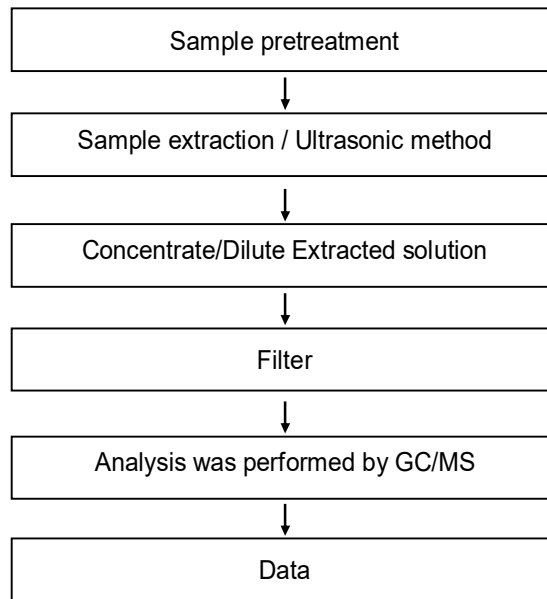 Sample pretreatment
Sample extraction / Ultrasonic method
Concentrate/Dilute Extracted solution
Filter
Analysis was performed by GC/MS
Data